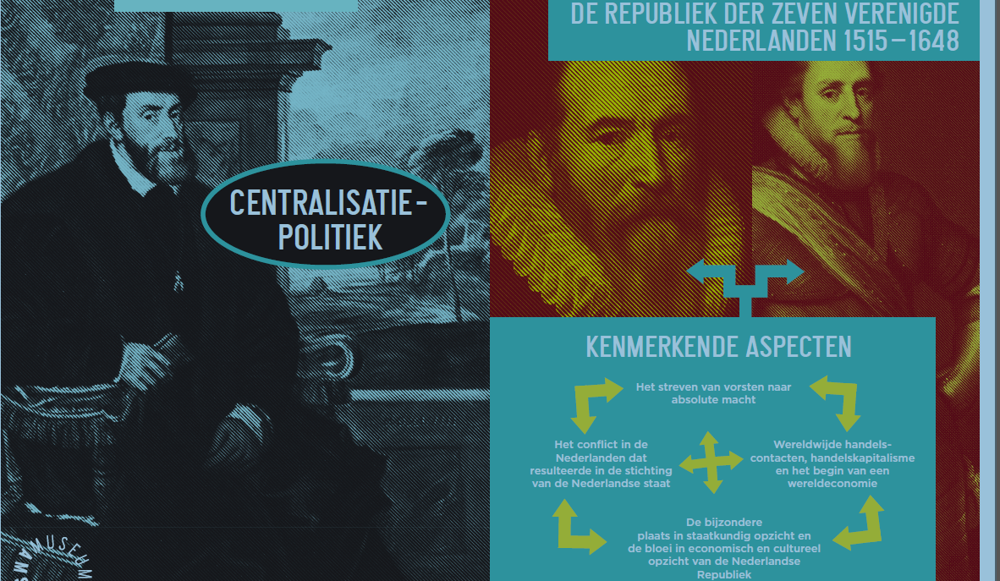 CENTRALISATIE-
POLITIEK
DE REPUBLIEK DER ZEVEN VERENIGDE
NEDERLANDEN 1515–1648
KENMERKENDE ASPECTEN
Het streven van vorsten naar
absolute macht
Het conflict in de
Nederlanden dat
resulteerde in de stichting
van de Nederlandse staat
Wereldwijde handels-
contacten, handelskapitalisme
en het begin van een
wereldeconomie
De bijzondere
plaats in staatkundig opzicht en
de bloei in economisch en cultureel
opzicht van de Nederlandse
Republiek
MUSEUM